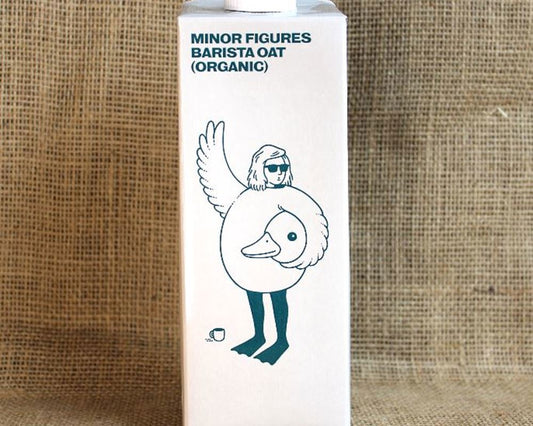 MINOR FIGURES
BARISTA OAT
(ORGANIC)